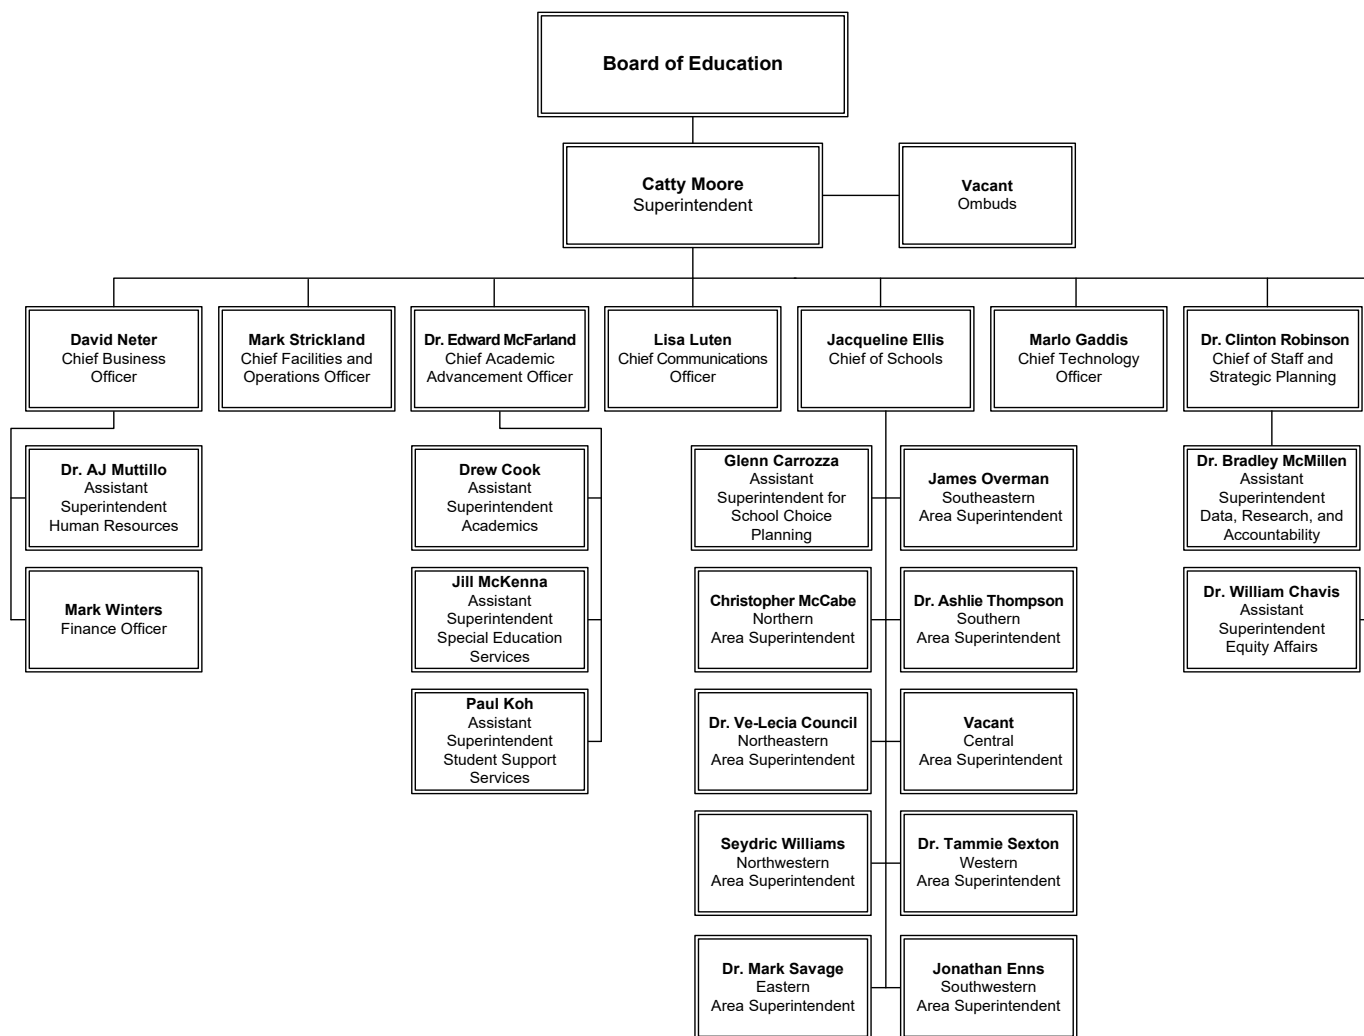 Board of Education
Catty Moore
Superintendent
Vacant
Ombuds
David Neter
Chief Business
Officer
Mark Strickland
Chief Facilities and
Operations Officer
Dr. Edward McFarland
Chief Academic
Advancement Officer
Lisa Luten
Chief Communications
Officer
Jacqueline Ellis
Chief of Schools
Marlo Gaddis
Chief Technology
Officer
Dr. Clinton Robinson
Chief of Staff and
Strategic Planning
Dr. AJ Muttillo
Assistant
Superintendent
Human Resources
Drew Cook
Assistant
Superintendent
Academics
Glenn Carrozza
Assistant
Superintendent for
School Choice
Planning
James Overman
Southeastern
Area Superintendent
Dr. Bradley McMillen
Assistant
Superintendent
Data, Research, and
Accountability
Mark Winters
Finance Officer
Jill McKenna
Assistant
Superintendent
Special Education
Services
Christopher McCabe
Northern
Area Superintendent
Dr. Ashlie Thompson
Southern
Area Superintendent
Dr. William Chavis
Assistant
Superintendent
Equity Affairs
Paul Koh
Assistant
Superintendent
Student Support
Services
Dr. Ve-Lecia Council
Northeastern
Area Superintendent
Vacant
Central
Area Superintendent
Seydric Williams
Northwestern
Area Superintendent
Dr. Tammie Sexton
Western
Area Superintendent
Dr. Mark Savage
Eastern
Area Superintendent
Jonathan Enns
Southwestern
Area Superintendent